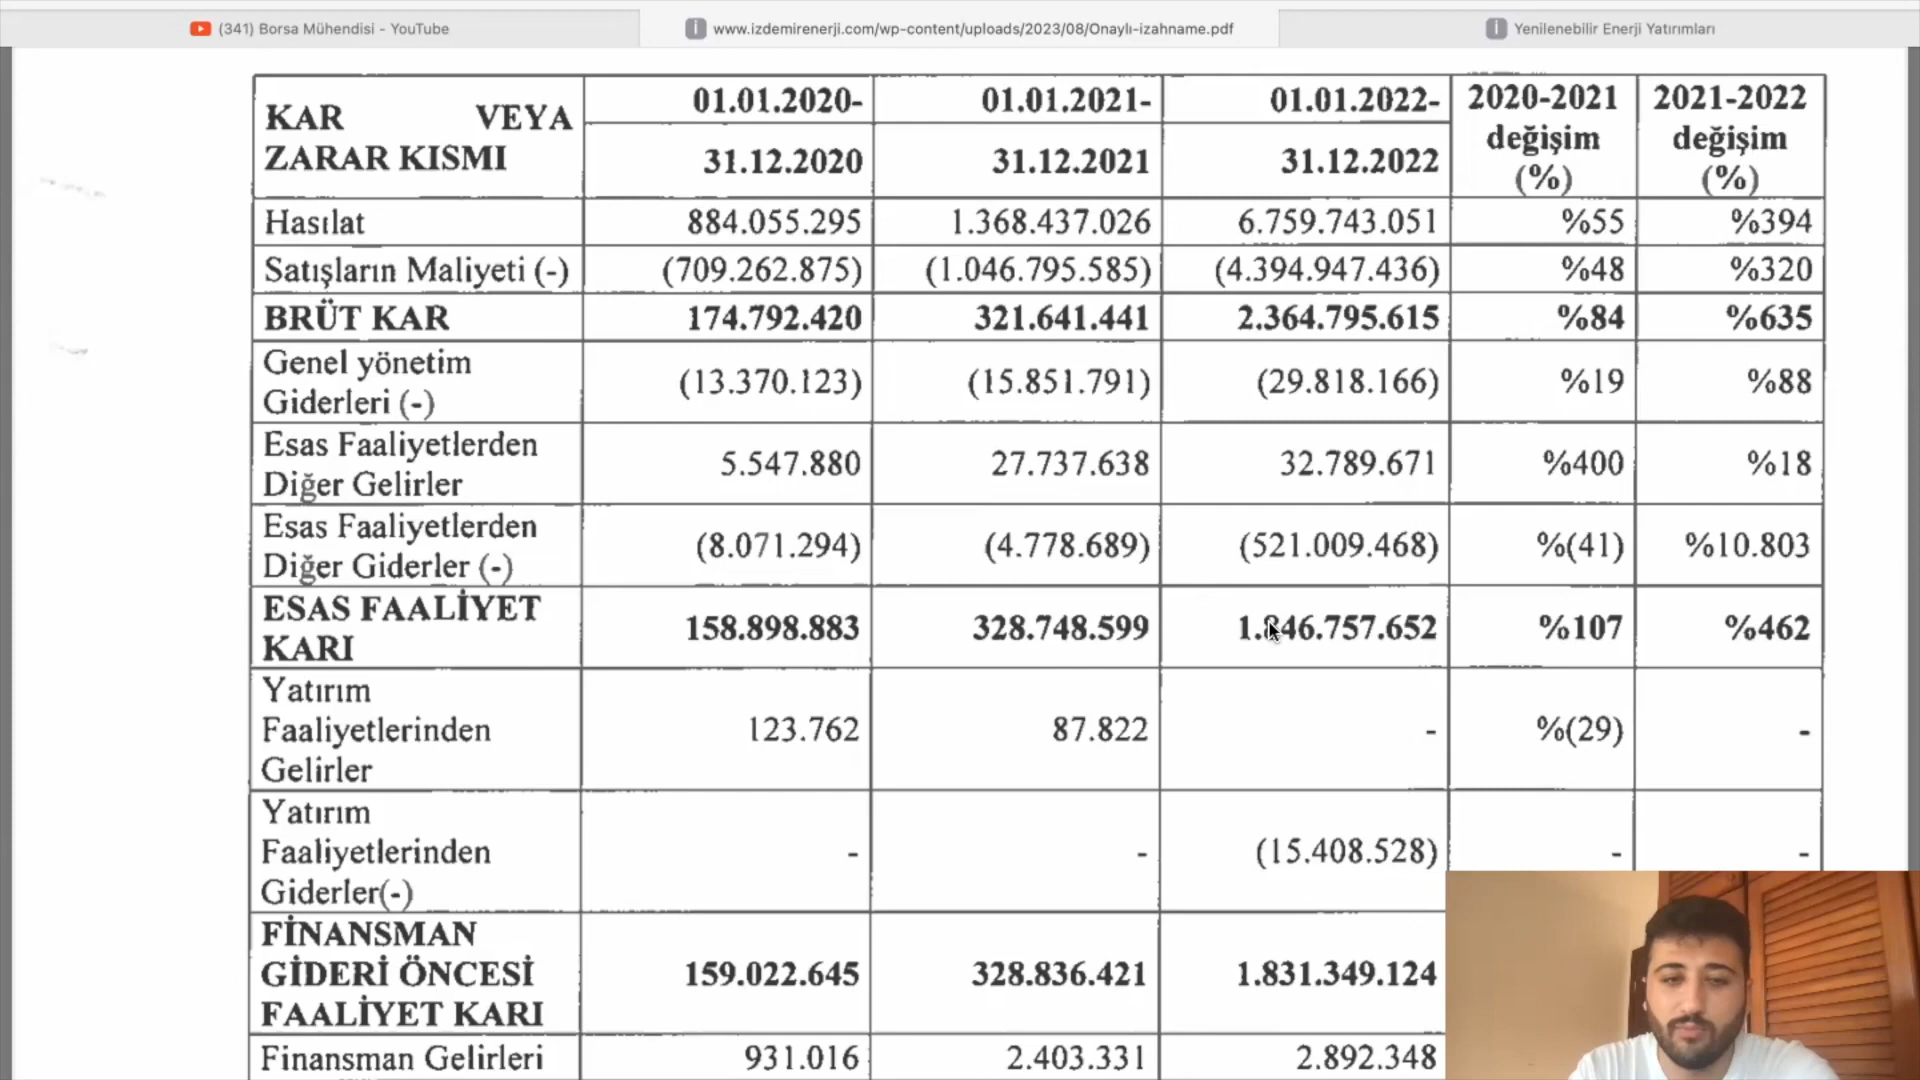 (341) Borsa Mühendisi - YouTube
www.izdemirenerji.com/wp-content/uploads/2023/08/Onaylı-izahname.pdf
Yenilenebilir Enerji Yatırımları
KAR VEYA ZARAR KISMI 01.01.2020- 31.12.2020 01.01.2021- 31.12.2021 01.01.2022- 31.12.2022 2020-2021 değişim (%) 2021-2022 değişim (%)
Hasılat 884.055.295 1.368.437.026 6.759.743.051 %55 %394
Satışların Maliyeti (-) (709.262.875) (1.046.795.585) (4.394.947.436) %48 %320
BRÜT KAR 174.792.420 321.641.441 2.364.795.615 %84 %635
Genel yönetim
Giderleri (-) (13.370.123) (15.851.791) (29.818.166) %19 %88
Esas Faaliyetlerden
Diğer Gelirler 5.547.880 27.737.638 32.789.671 %400 %18
Esas Faaliyetlerden
Diğer Giderler (-) (8.071.294) (4.778.689) (521.009.468) %(41) %10.803
ESAS FAALİYET
KARI 158.898.883 328.748.599 1.846.757.652 %107 %462
Yatırım
Faaliyetlerinden 123.762 87.822 - %(29) -
Gelirler
Yatırım
Faaliyetlerinden - - (15.408.528) - -
Giderler(-)
FİNANSMAN
GİDERİ ÖNCESİ 159.022.645 328.836.421 1.831.349.124
FAALİYET KARI
Finansman Gelirleri 931.016 2.403.331 2.892.348